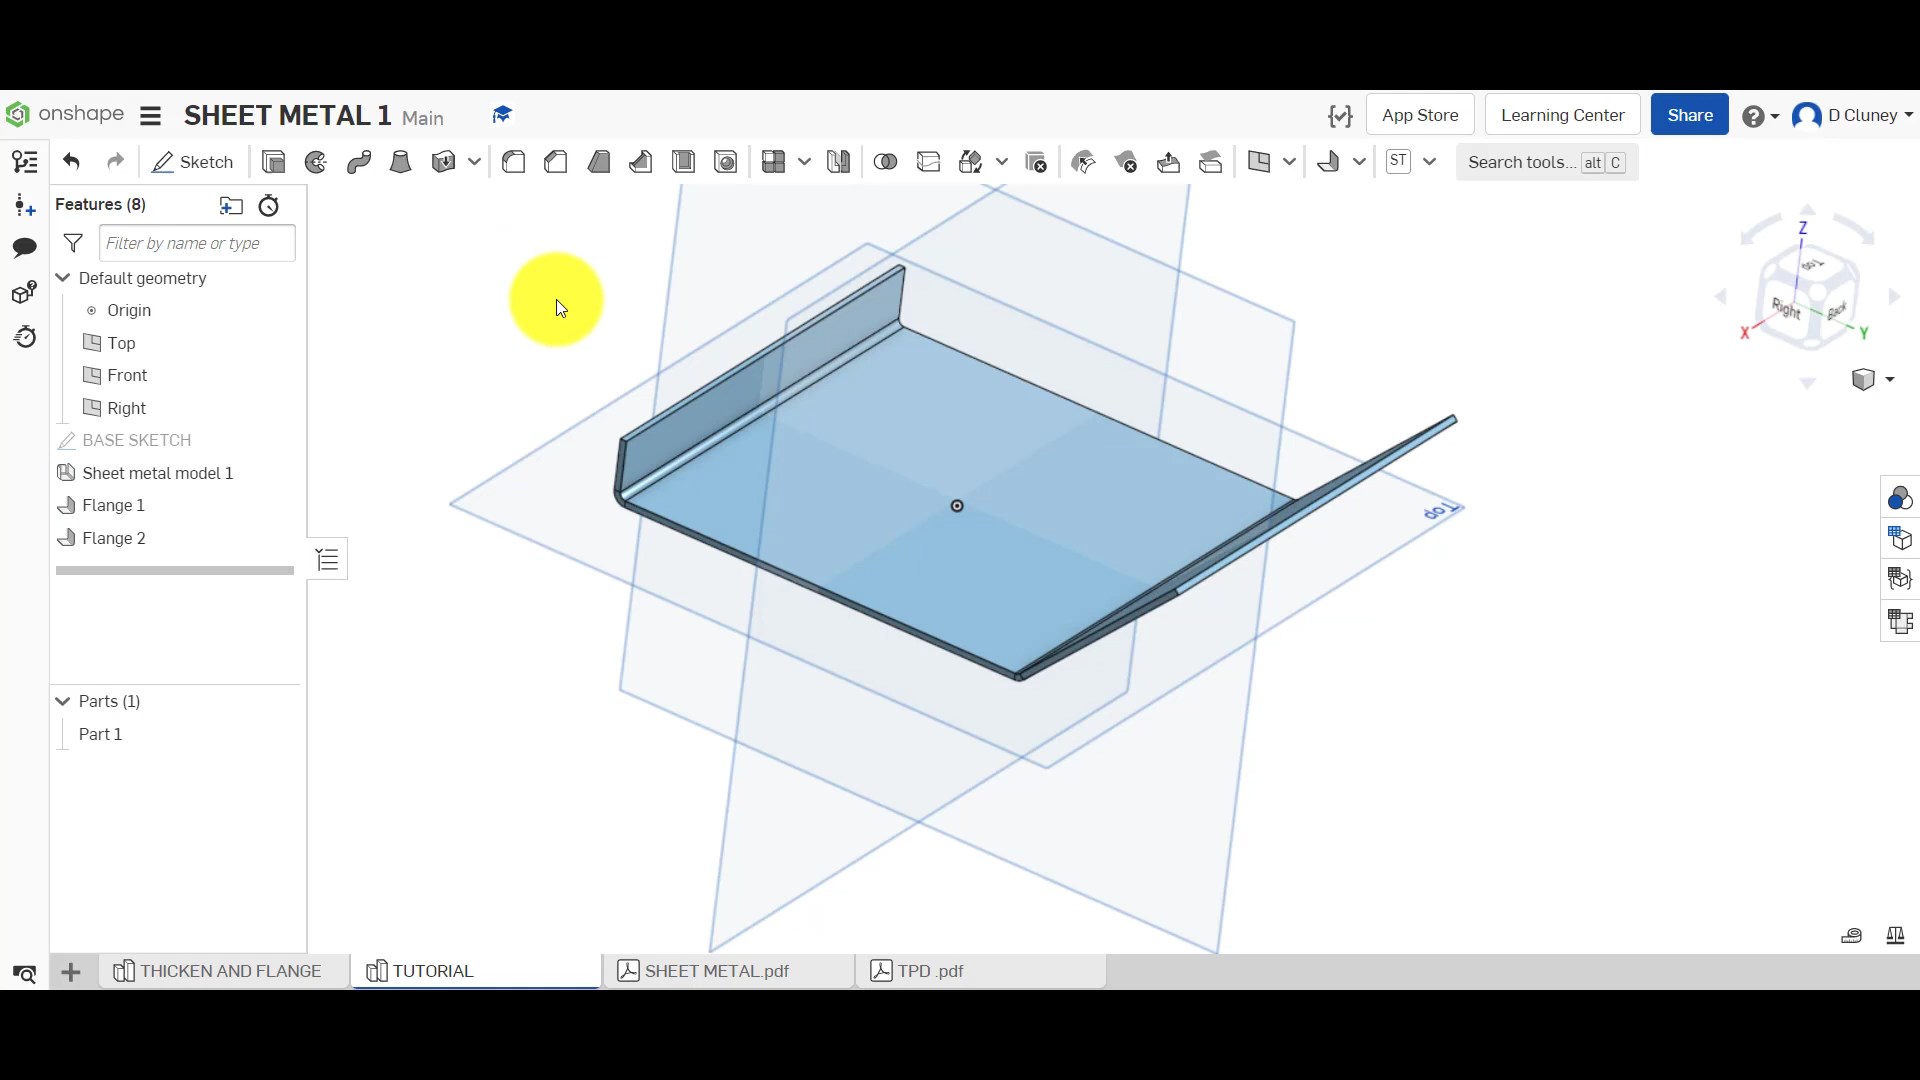 onshape SHEET METAL 1 Main App Store Learning Center Share D Cluney
Sketch ST Search tools... alt C
Features (8)
Filter by name or type
Default geometry
Origin
Top
Front
Right
BASE SKETCH
Sheet metal model 1
Flange 1
Flange 2
Parts (1)
Part 1
Top
Z
Top
Right
Back
X
Y
THICKEN AND FLANGE TUTORIAL SHEET METAL.pdf TPD .pdf